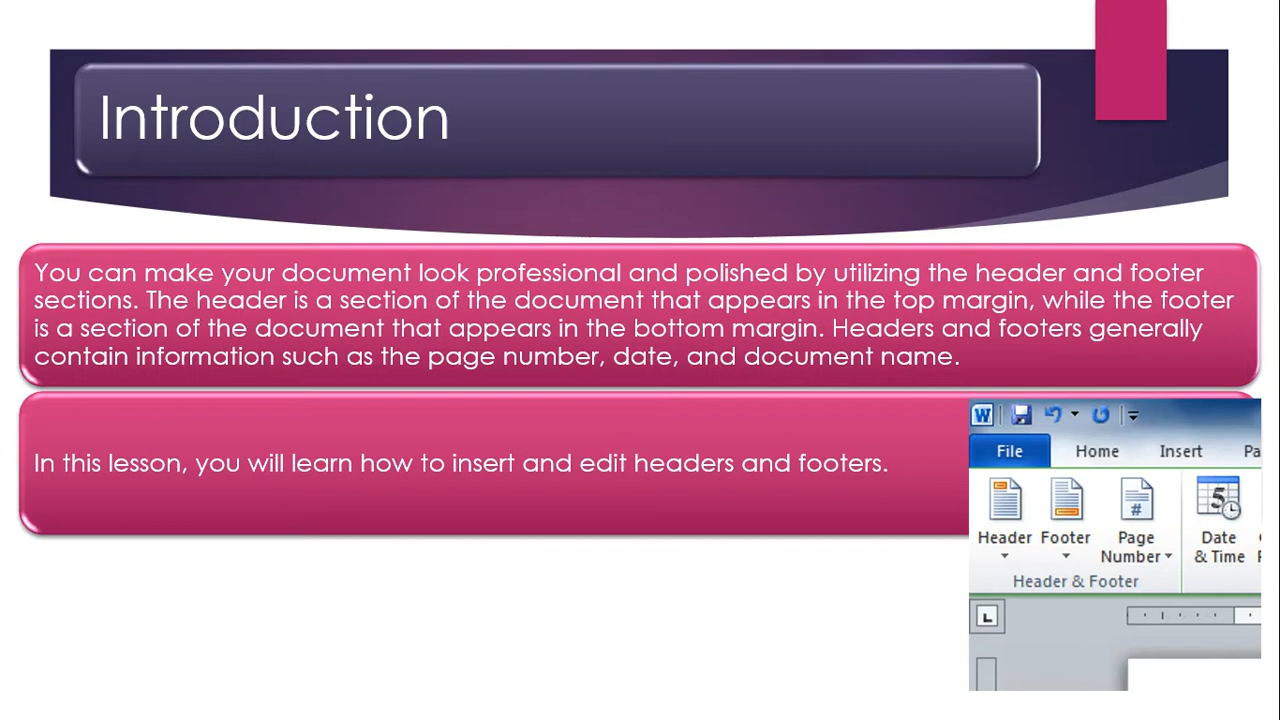 Introduction
You can make your document look professional and polished by utilizing the header and footer
sections. The header is a section of the document that appears in the top margin, while the footer
is a section of the document that appears in the bottom margin. Headers and footers generally
contain information such as the page number, date, and document name.
In this lesson, you will learn how to insert and edit headers and footers.
W
File Home Insert Pa
Header Footer Page Number Date & Time
#
5
Header & Footer